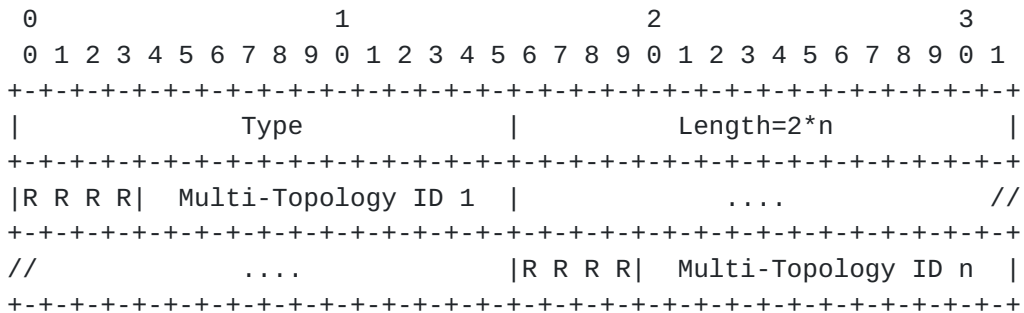 0                   1                   2                   3
 0 1 2 3 4 5 6 7 8 9 0 1 2 3 4 5 6 7 8 9 0 1 2 3 4 5 6 7 8 9 0 1
+-+-+-+-+-+-+-+-+-+-+-+-+-+-+-+-+-+-+-+-+-+-+-+-+-+-+-+-+-+-+-+-+
|              Type             |          Length=2*n           |
+-+-+-+-+-+-+-+-+-+-+-+-+-+-+-+-+-+-+-+-+-+-+-+-+-+-+-+-+-+-+-+-+
|R R R R|  Multi-Topology ID 1  |             ....             //
+-+-+-+-+-+-+-+-+-+-+-+-+-+-+-+-+-+-+-+-+-+-+-+-+-+-+-+-+-+-+-+-+
//             ....             |R R R R|  Multi-Topology ID n  |
+-+-+-+-+-+-+-+-+-+-+-+-+-+-+-+-+-+-+-+-+-+-+-+-+-+-+-+-+-+-+-+-+